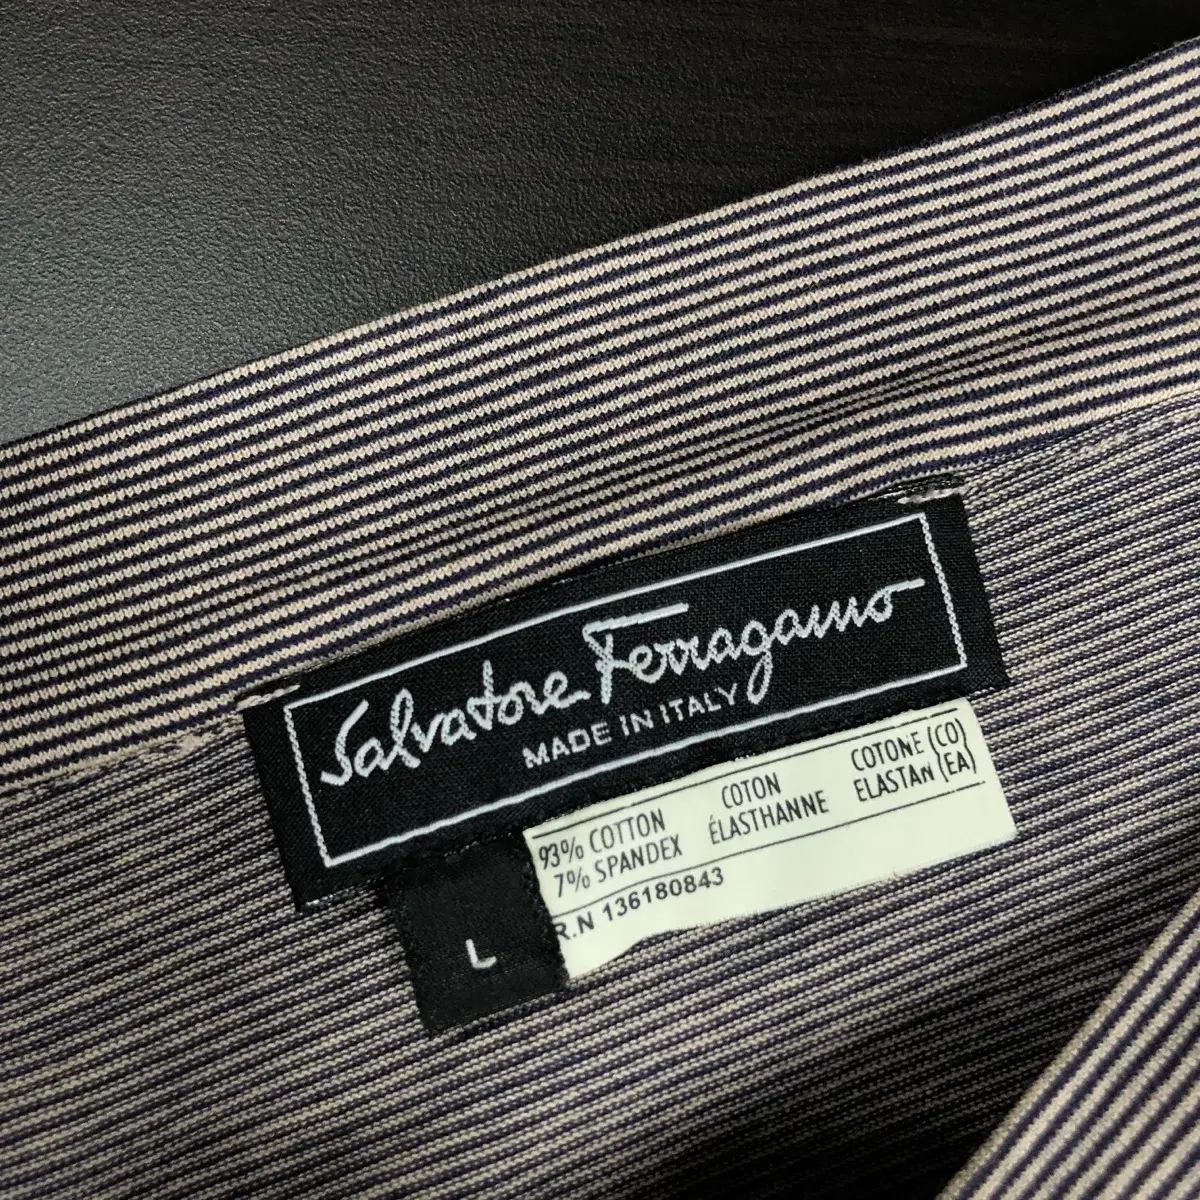 Salvatore Ferragamo
MADE IN ITALY
93% COTTON COTON COTONE (CO)
7% SPANDEX ÉLASTHANNE ELASTAN (EA)
R.N 136180843
L